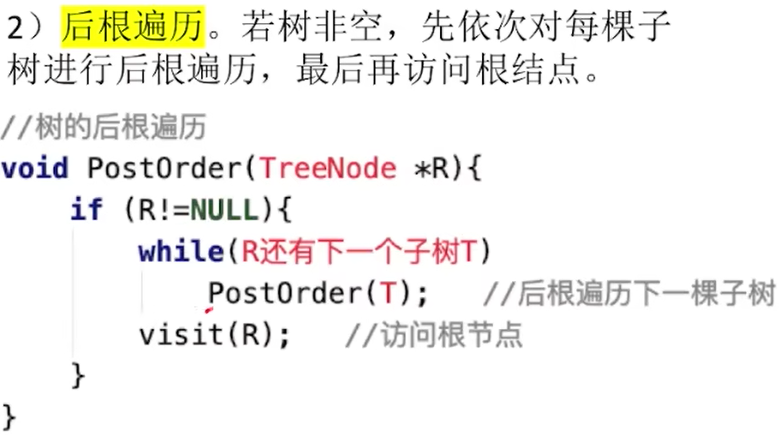 2）后根遍历。若树非空，先依次对每棵子
树进行后根遍历，最后再访问根结点。
//树的后根遍历
void PostOrder(TreeNode *R){
    if (R!=NULL){
        while(R还有下一个子树T)
            PostOrder(T);   //后根遍历下一棵子树
        visit(R);   //访问根节点
    }
}